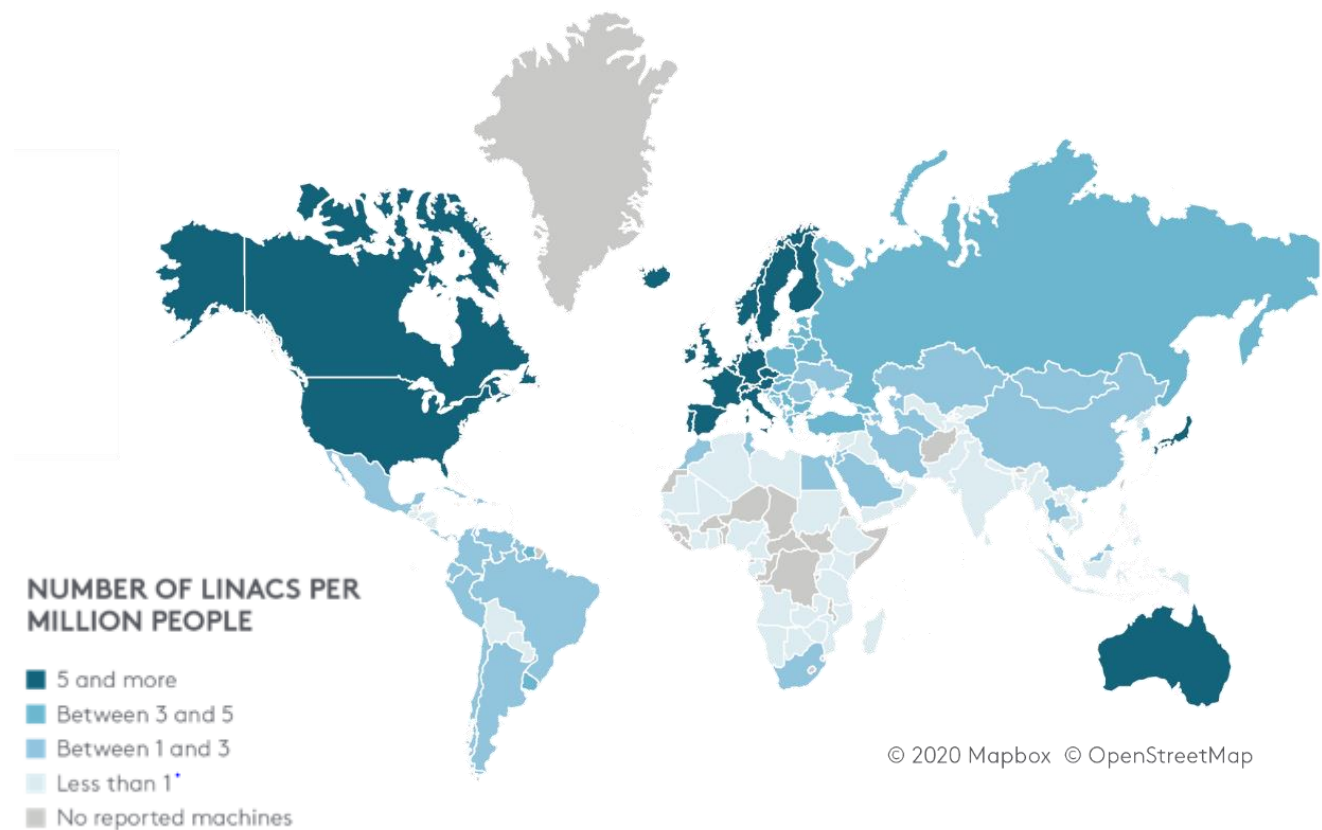 NUMBER OF LINACS PER
MILLION PEOPLE
5 and more
Between 3 and 5
Between 1 and 3
Less than 1*
No reported machines
© 2020 Mapbox © OpenStreetMap